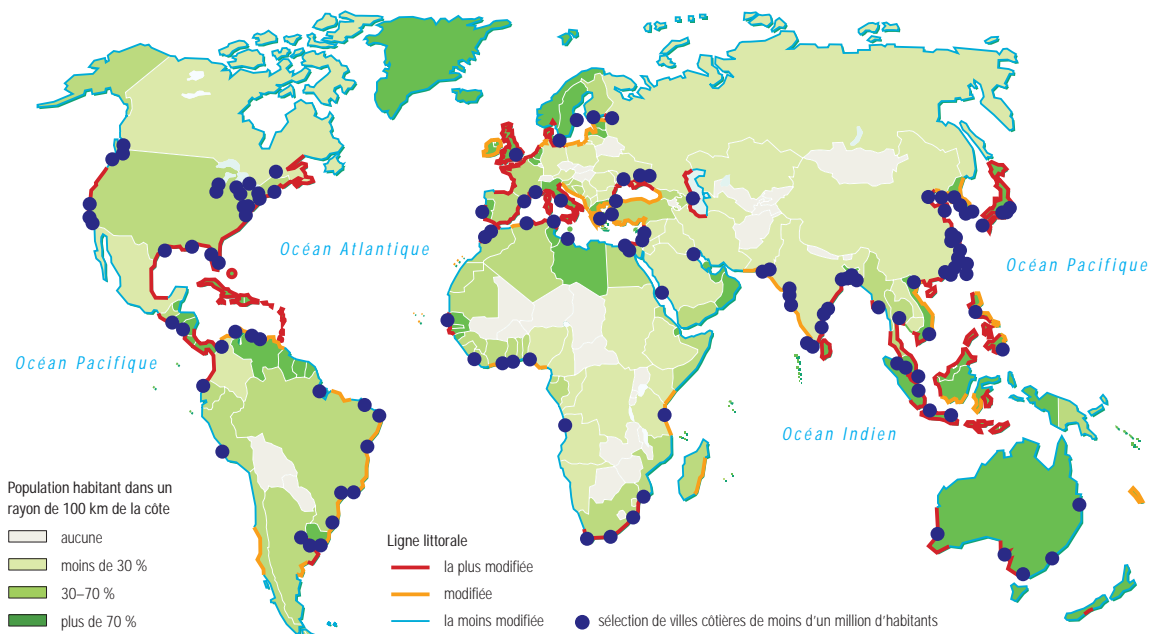 Océan Atlantique
Océan Pacifique
Océan Pacifique
Océan Indien
Population habitant dans un
rayon de 100 km de la côte
aucune
moins de 30 %
30–70 %
plus de 70 %
Ligne littorale
la plus modifiée
modifiée
la moins modifiée
sélection de villes côtières de moins d'un million d'habitants